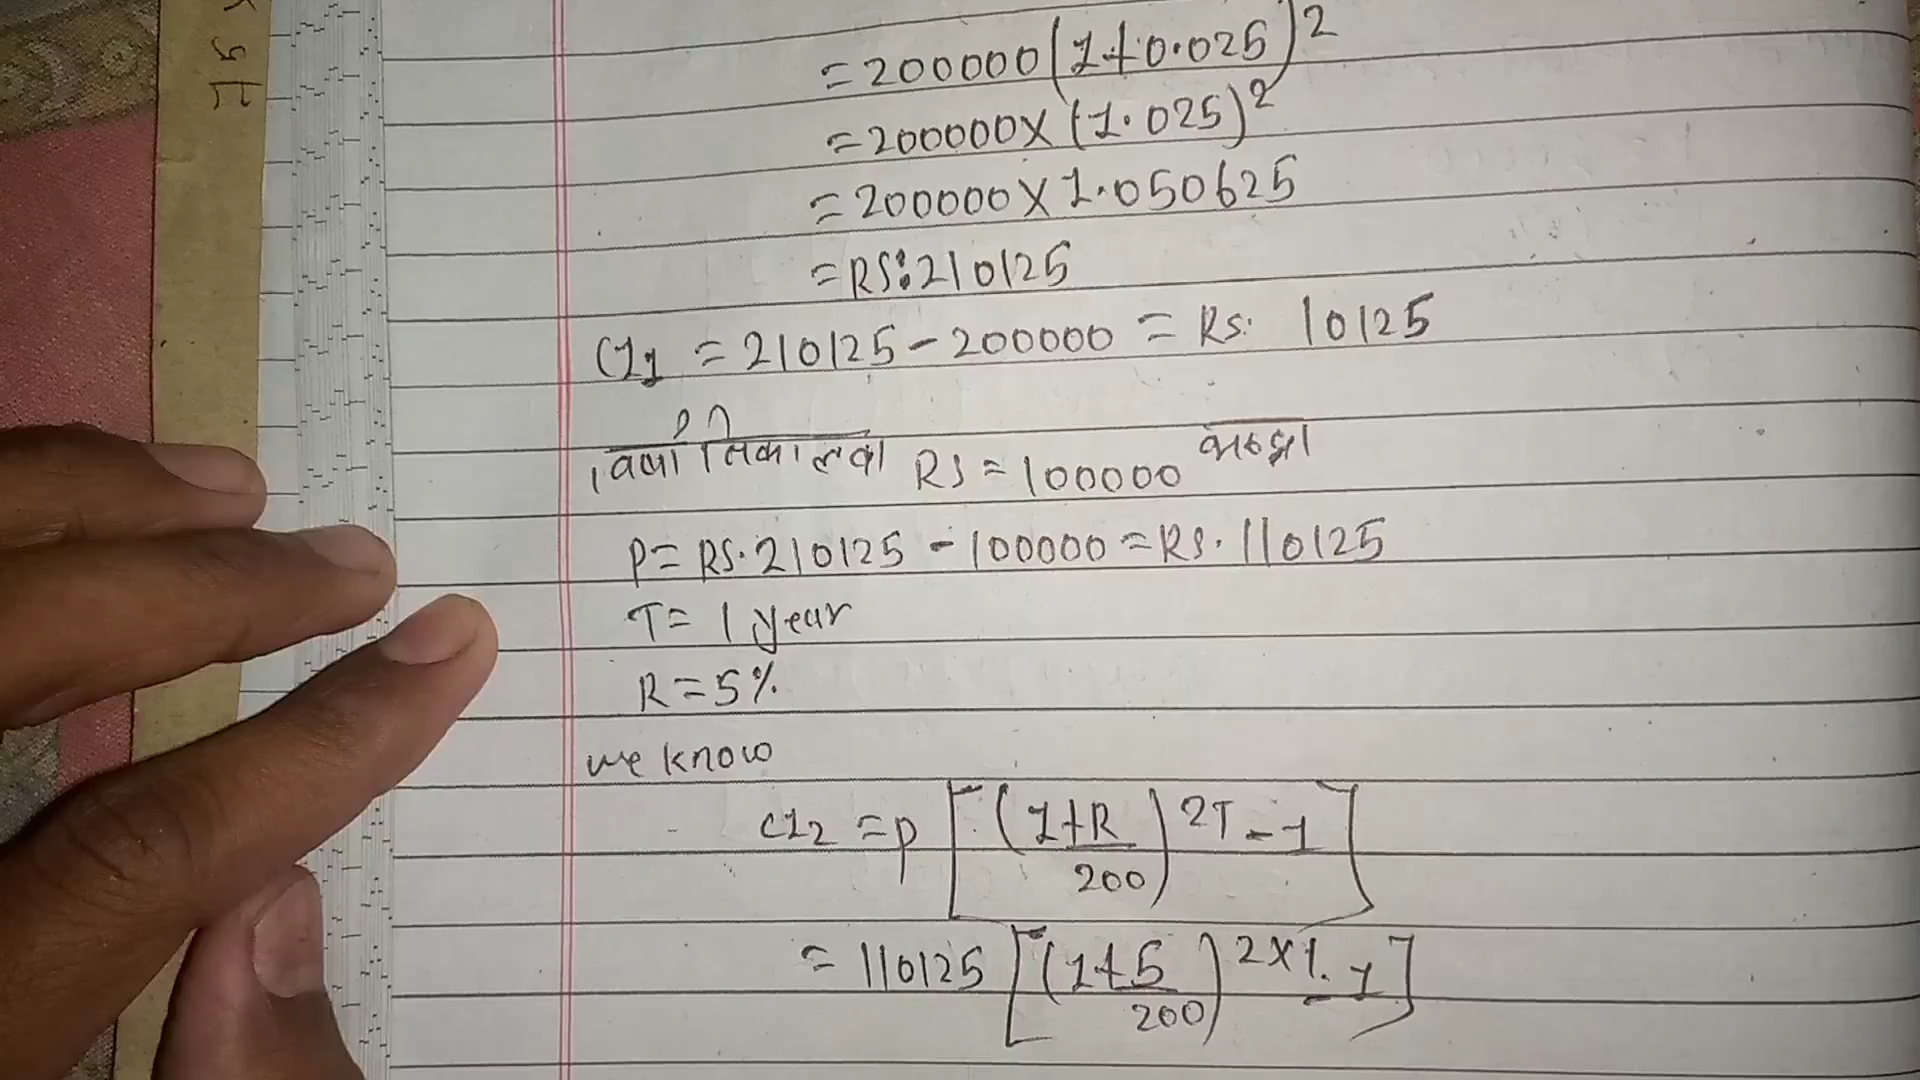 = 200000 (1+0.025)2
= 200000 x (1.025)2
= 200000 x 1.050625
= RS:210125
CI1 = 210125 - 200000 = Rs. 10125
RS = 100000
P = RS. 210125 - 100000 = RS. 110125
T = 1 year
R = 5%
we know
CI2 = p [(1+R/200)2T - 1]
= 110125 [(1+5/200)2x1 - 1]